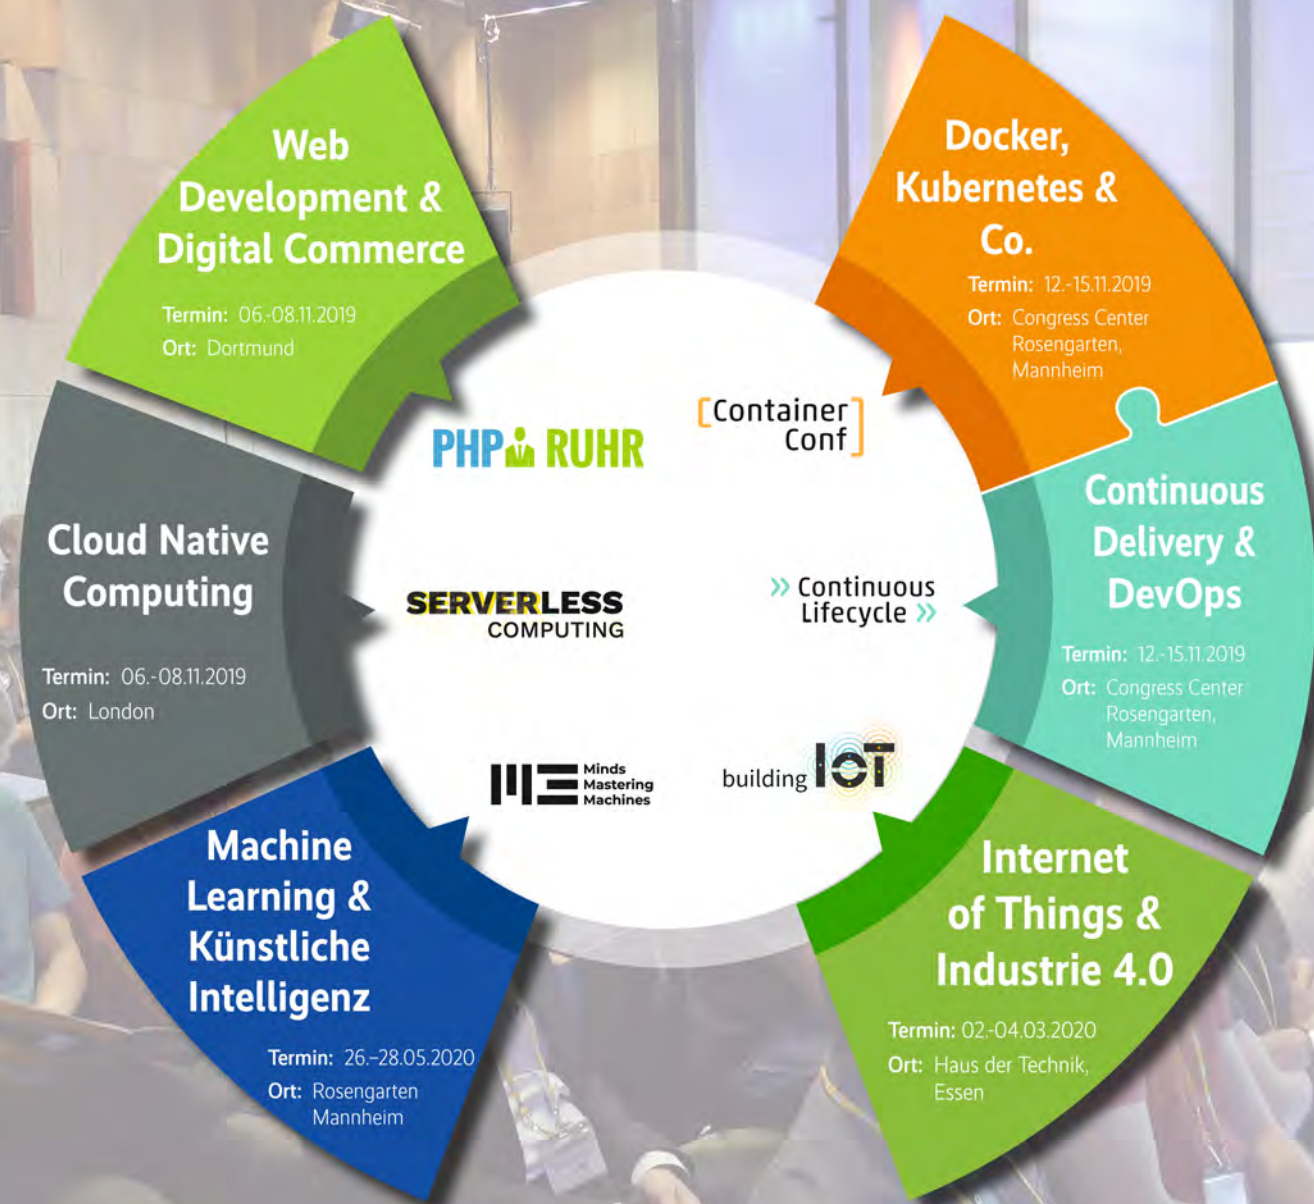 Web
Development &
Digital Commerce
Termin: 06.-08.11.2019
Ort: Dortmund
Docker,
Kubernetes &
Co.
Termin: 12.-15.11.2019
Ort: Congress Center
Rosengarten,
Mannheim
PHP RUHR
[Container
Conf]
Cloud Native
Computing
Termin: 06.-08.11.2019
Ort: London
SERVERLESS
COMPUTING
» Continuous
Lifecycle »
Continuous
Delivery &
DevOps
Termin: 12.-15.11.2019
Ort: Congress Center
Rosengarten,
Mannheim
Minds
Mastering
Machines
building IoT
Machine
Learning &
Künstliche
Intelligenz
Termin: 26.–28.05.2020
Ort: Rosengarten
Mannheim
Internet
of Things &
Industrie 4.0
Termin: 02.-04.03.2020
Ort: Haus der Technik,
Essen